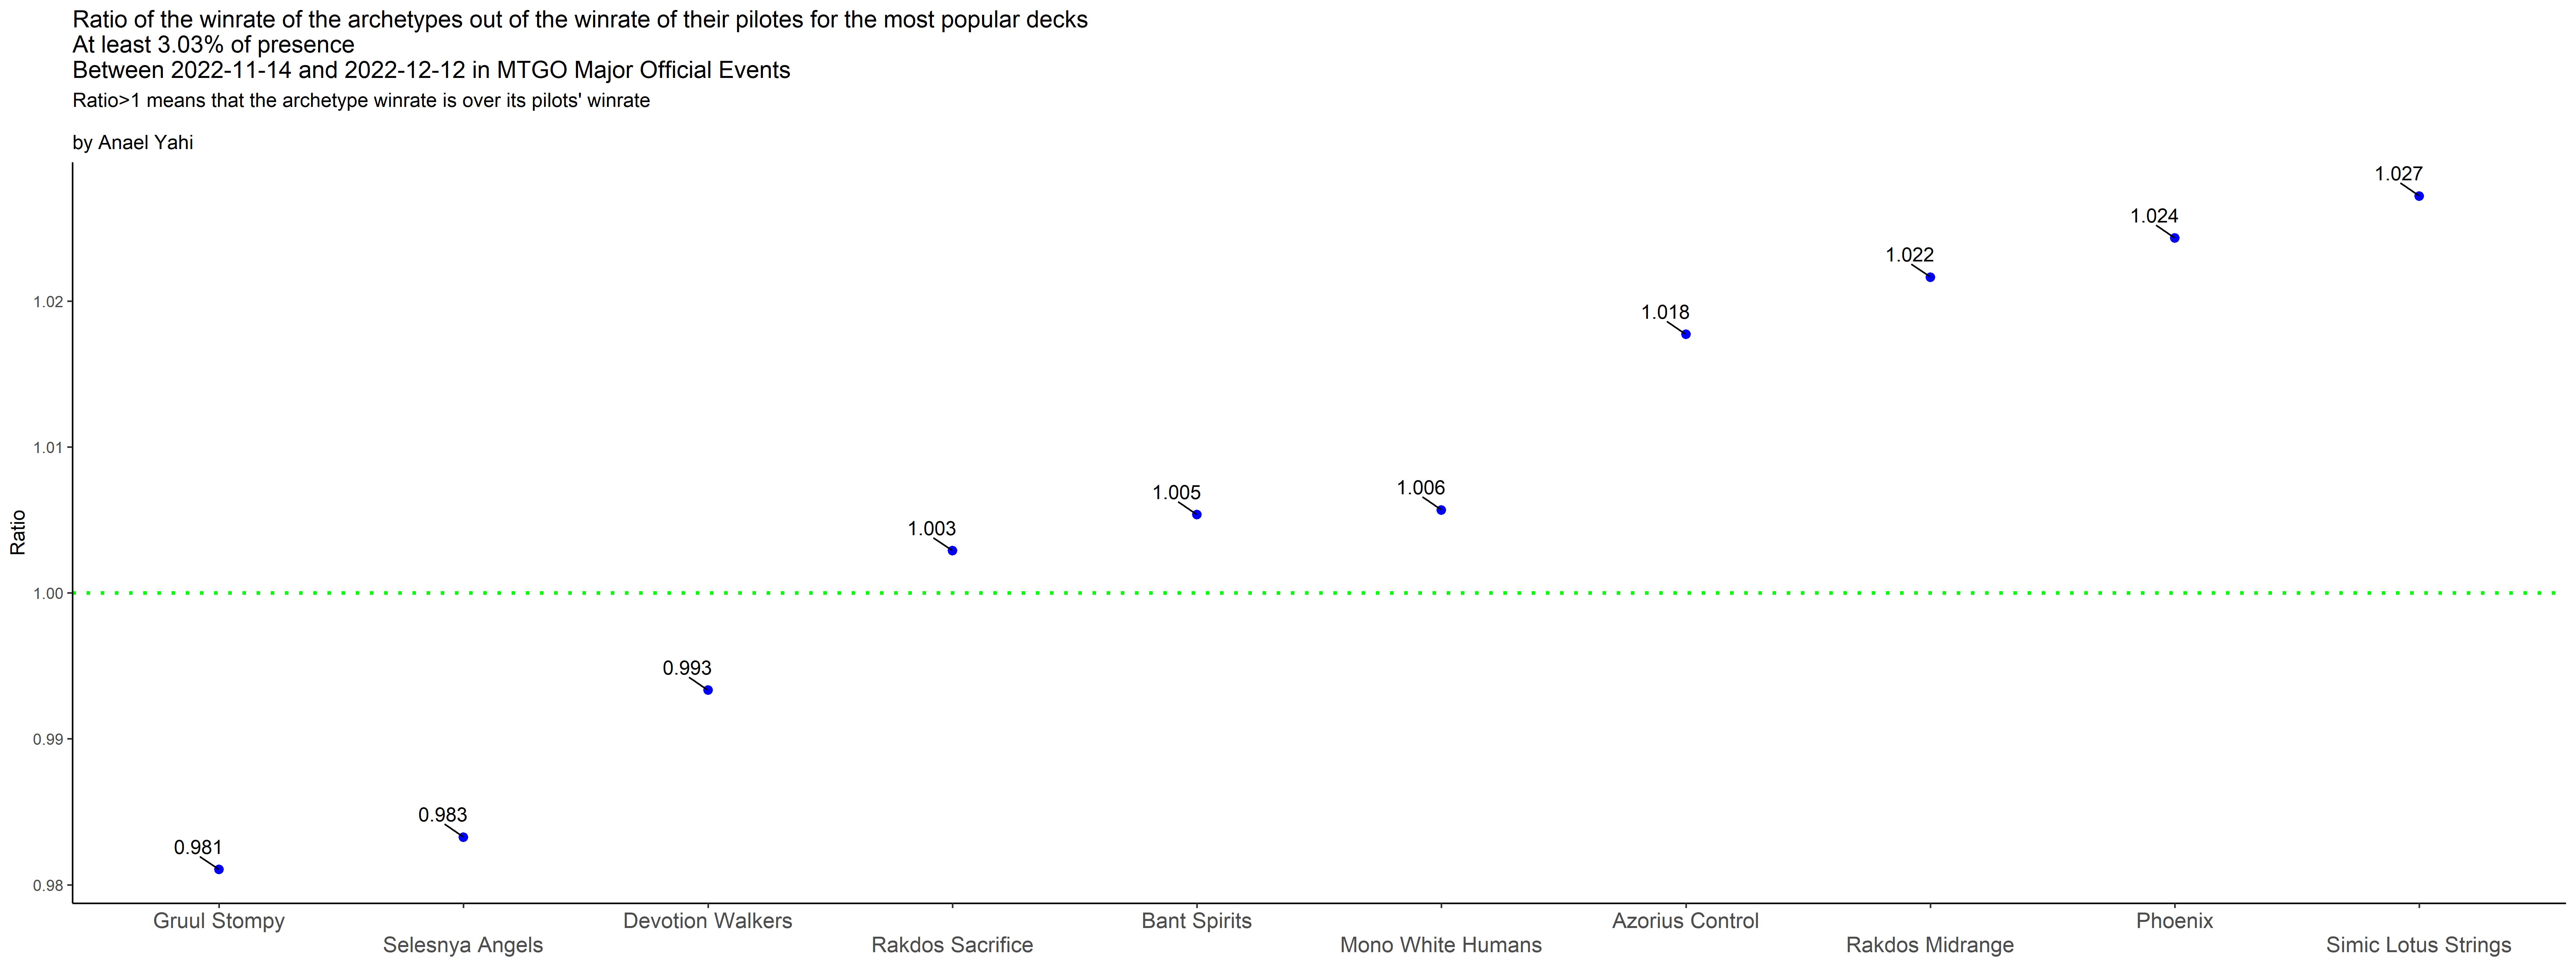 Ratio of the winrate of the archetypes out of the winrate of their pilotes for the most popular decks
At least 3.03% of presence
Between 2022-11-14 and 2022-12-12 in MTGO Major Official Events
Ratio>1 means that the archetype winrate is over its pilots' winrate
by Anael Yahi
1.027
1.024
1.022
1.02
1.018
1.01
1.006
1.005
1.003
Ratio
1.00
0.993
0.99
0.983
0.981
0.98
Gruul Stompy
Selesnya Angels
Devotion Walkers
Rakdos Sacrifice
Bant Spirits
Mono White Humans
Azorius Control
Rakdos Midrange
Phoenix
Simic Lotus Strings